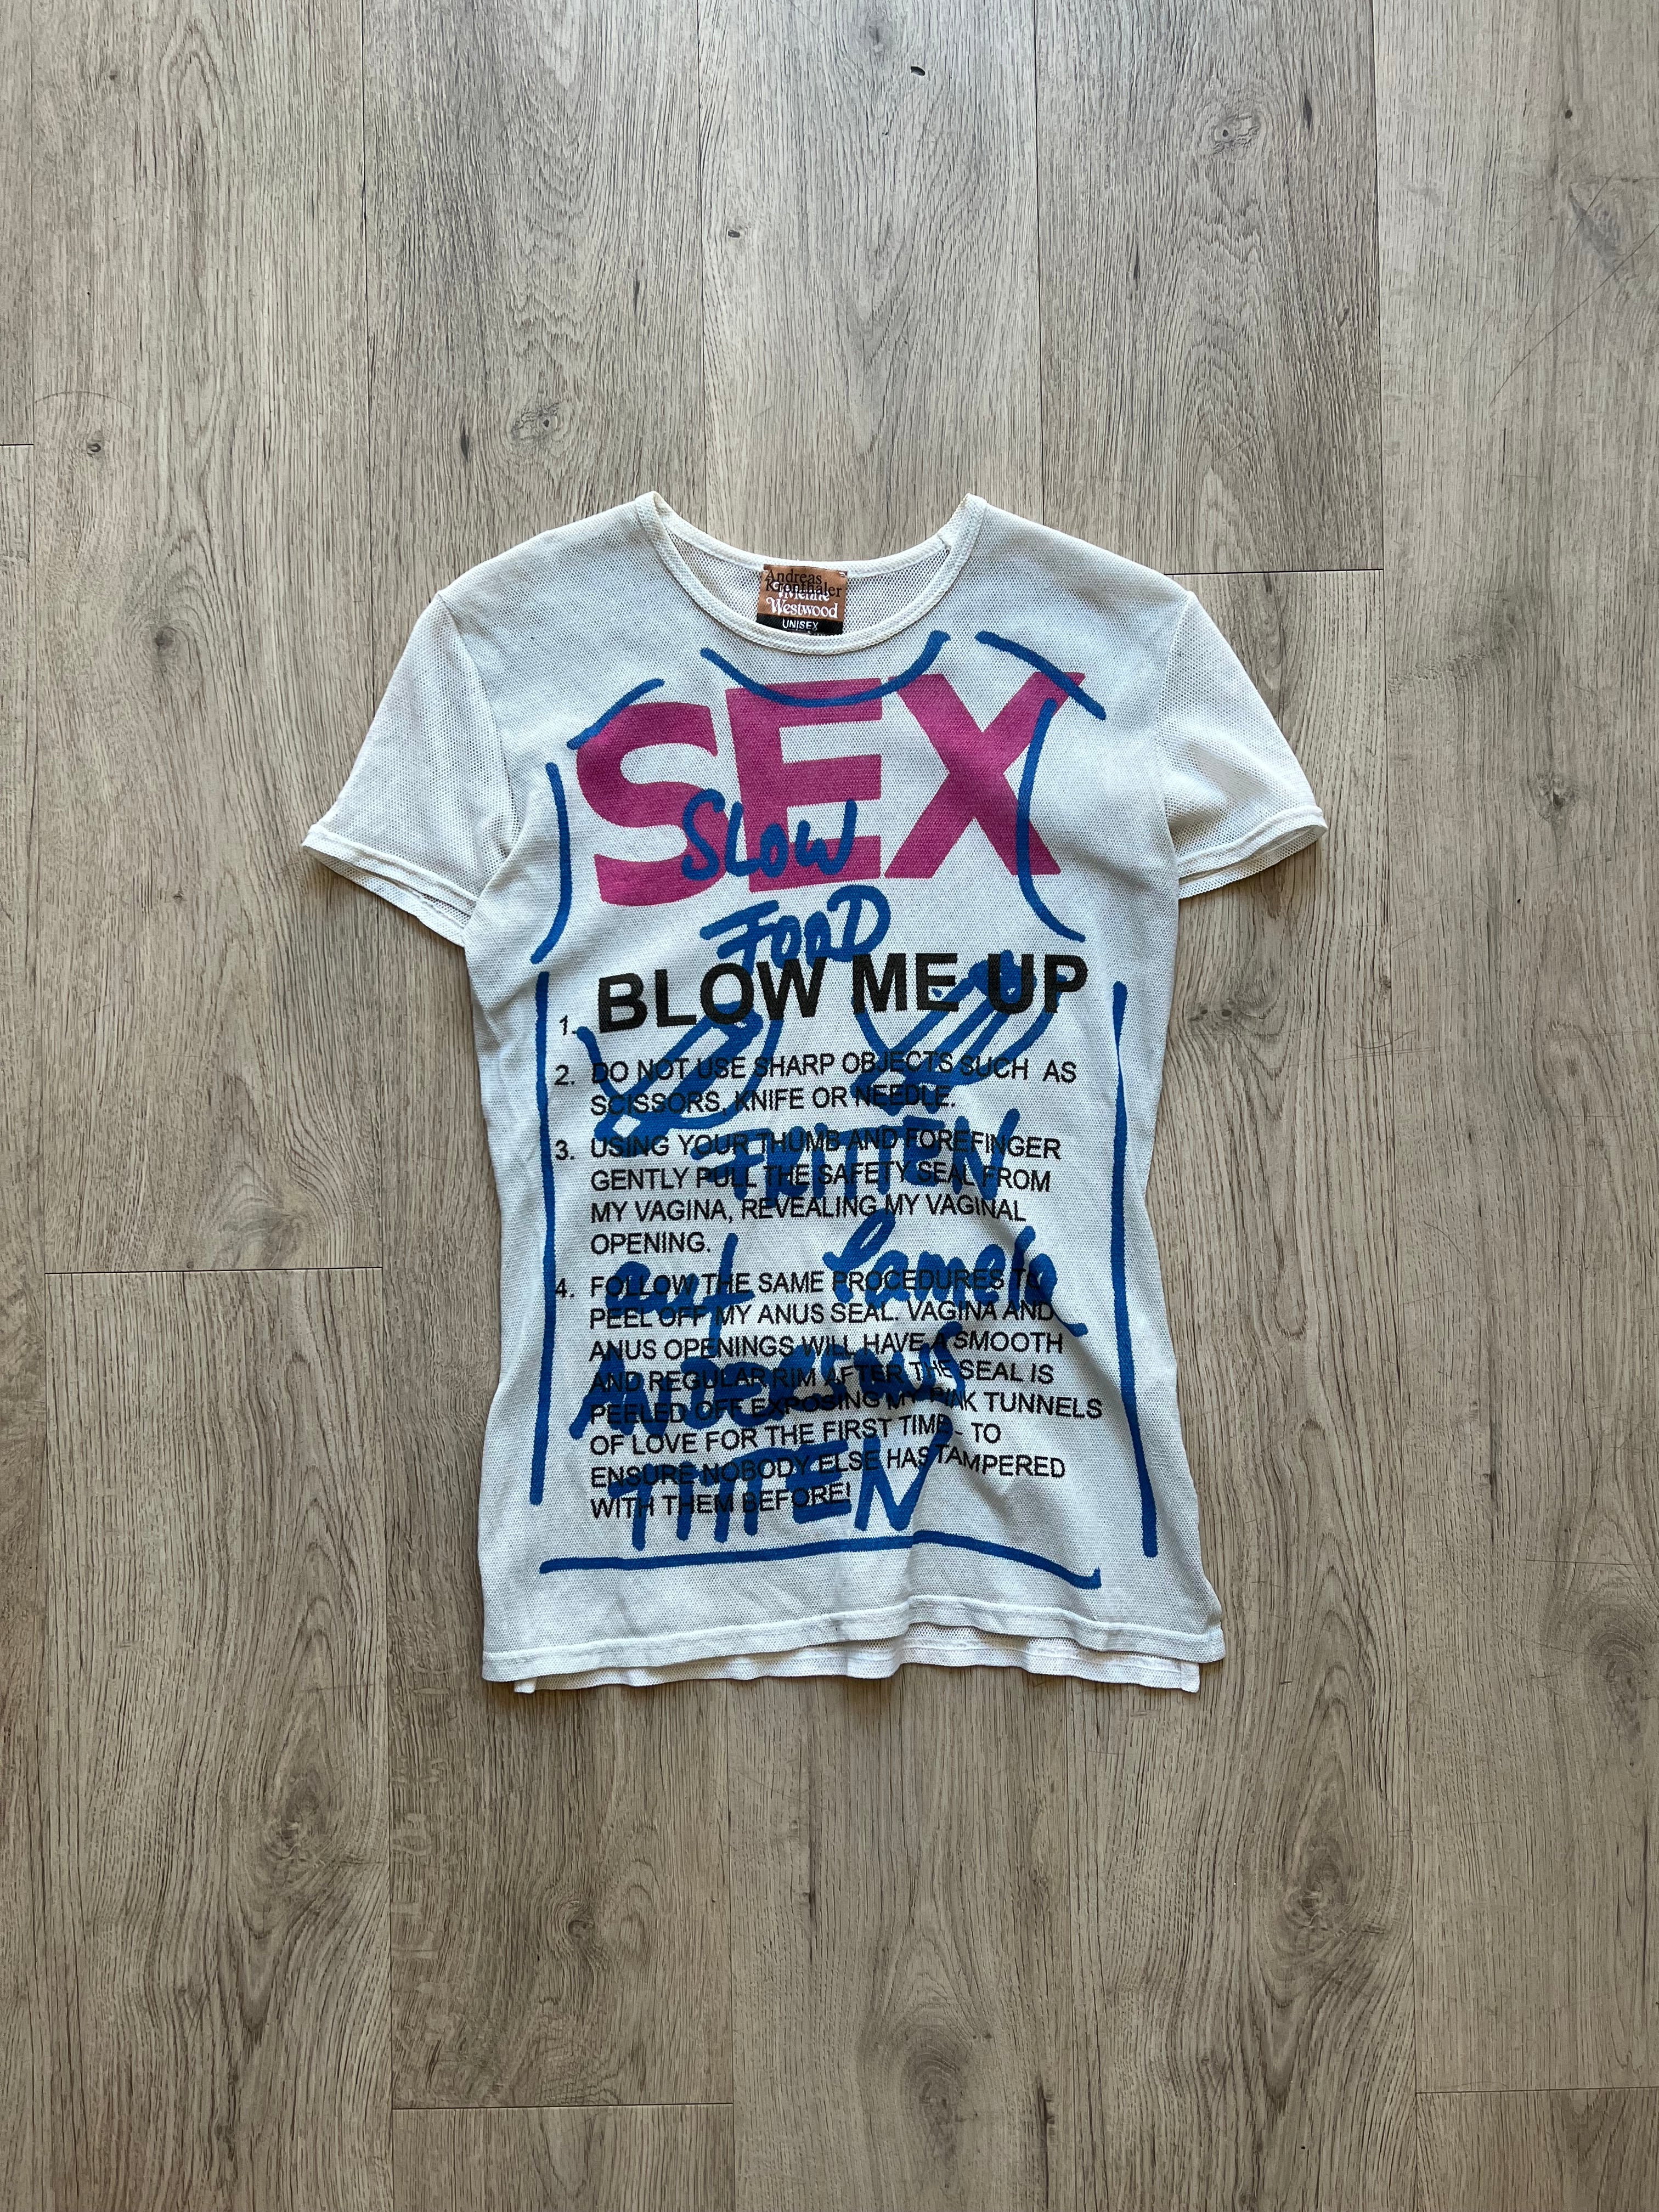 Andreas
Kronthaler
Vivienne
Westwood
UNISEX
SEX
SLOW
FOOD
1. BLOW ME UP
2. DO NOT USE SHARP OBJECTS SUCH AS
SCISSORS, KNIFE OR NEEDLE.
FRITTEN
3. USING YOUR THUMB AND FOREFINGER
GENTLY PULL THE SAFETY SEAL FROM
MY VAGINA, REVEALING MY VAGINAL
OPENING.
auf Pamela
4. FOLLOW THE SAME PROCEDURES TO
PEEL OFF MY ANUS SEAL. VAGINA AND
ANUS OPENINGS WILL HAVE A SMOOTH
AND REGULAR RIM AFTER THE SEAL IS
ANDERSONS
PEELED OFF EXPOSING MY PINK TUNNELS
OF LOVE FOR THE FIRST TIME - TO
ENSURE NOBODY ELSE HAS TAMPERED
WITH THEM BEFORE!
TITTEN